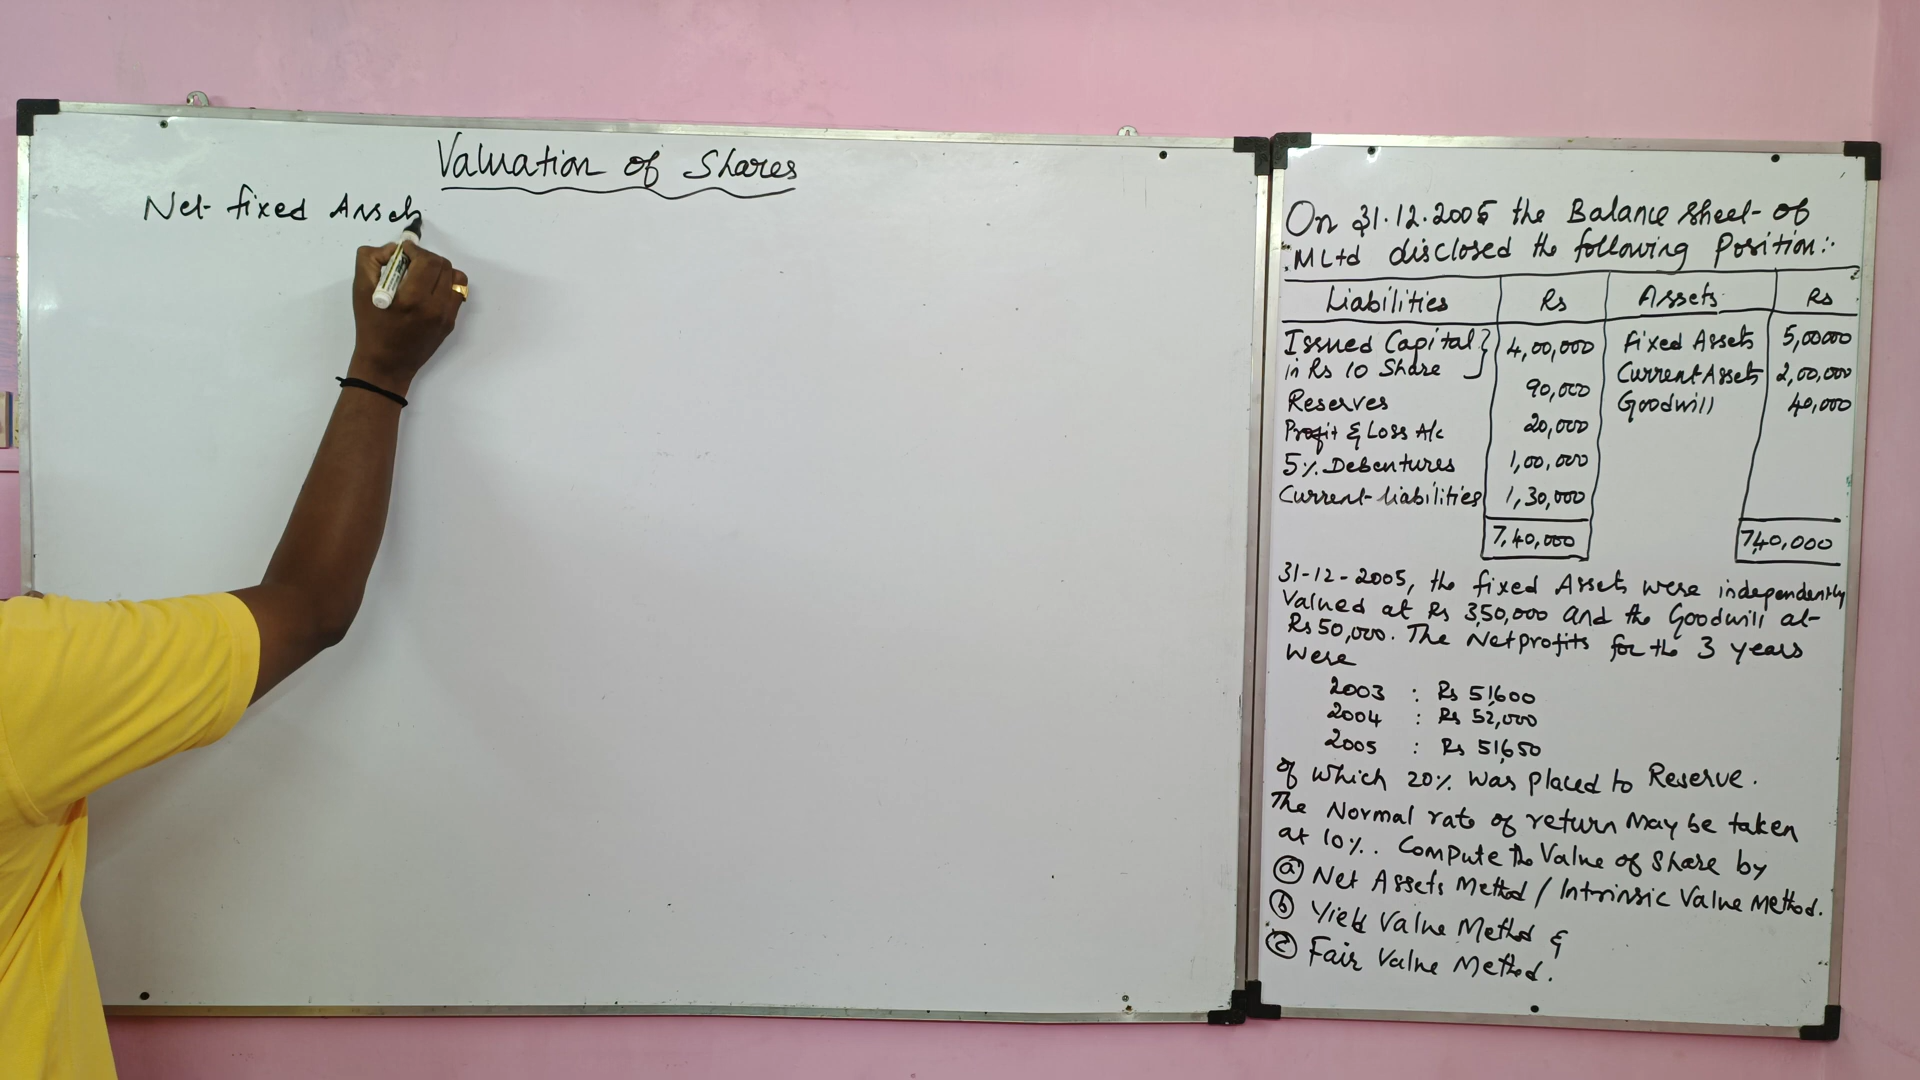 Valuation of Shares
Net fixed Assets
On 31.12.2005 the Balance sheet of
M Ltd disclosed the following Position:-
Liabilities Rs Assets Rs
Issued Capital in Rs 10 Share 4,00,000 Fixed Assets 5,00000
Reserves 90,000 Current Assets 2,00,000
Profit & Loss A/c 20,000 Goodwill 40,000
5% Debentures 1,00,000
Current liabilities 1,30,000
7,40,000 7,40,000
31-12-2005, the fixed Assets were independently
Valued at Rs 3,50,000 and the Goodwill at
Rs 50,000. The Net profits for the 3 years
were
2003 : Rs 51,600
2004 : Rs 52,000
2005 : Rs 51,650
of which 20% was placed to Reserve.
The Normal rate of return May be taken
at 10%. Compute the Value of Share by
(a) Net Assets Method / Intrinsic Value Method.
(b) Yield Value Method &
(c) Fair Value Method.